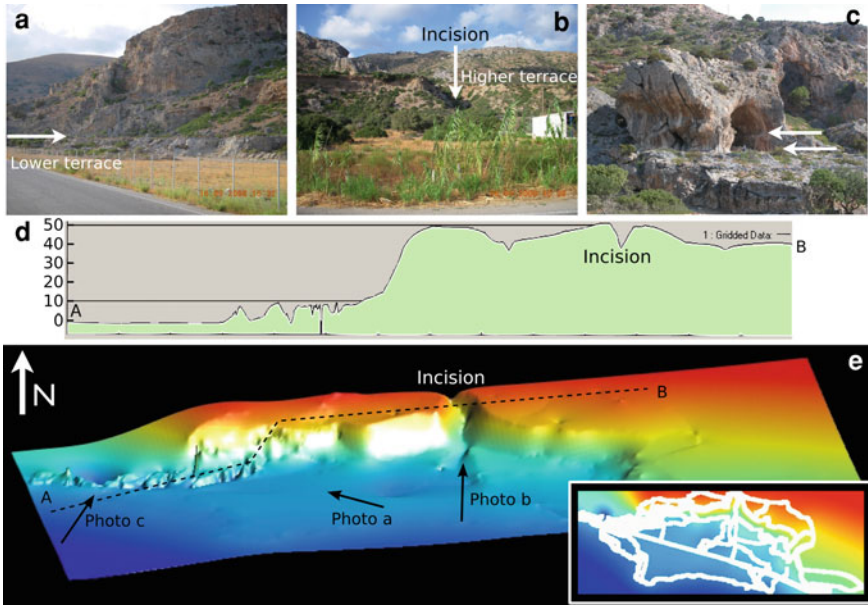 a
Lower terrace
b
Incision
Higher terrace
c
d
50
40
30
20
10
0
A
1 : Gridded Data:
B
Incision
e
N
Incision
B
A
Photo c
Photo a
Photo b